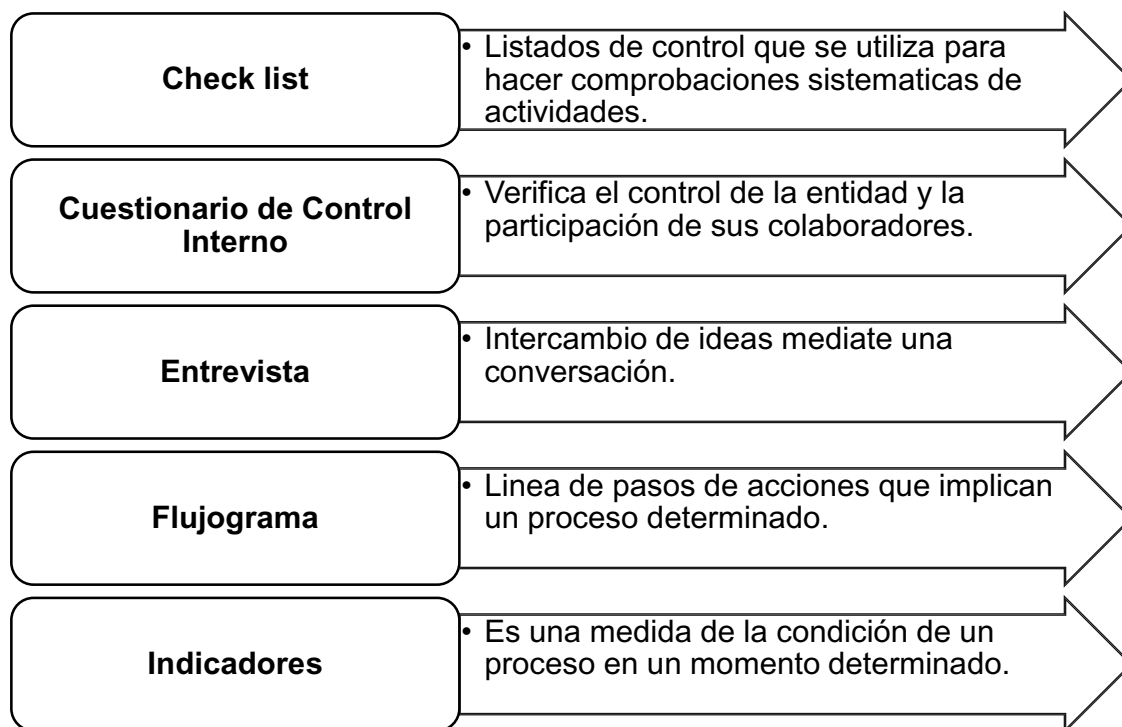 Check list
• Listados de control que se utiliza para
hacer comprobaciones sistematicas de
actividades.
Cuestionario de Control
Interno
• Verifica el control de la entidad y la
participación de sus colaboradores.
Entrevista
• Intercambio de ideas mediate una
conversación.
Flujograma
• Linea de pasos de acciones que implican
un proceso determinado.
Indicadores
• Es una medida de la condición de un
proceso en un momento determinado.